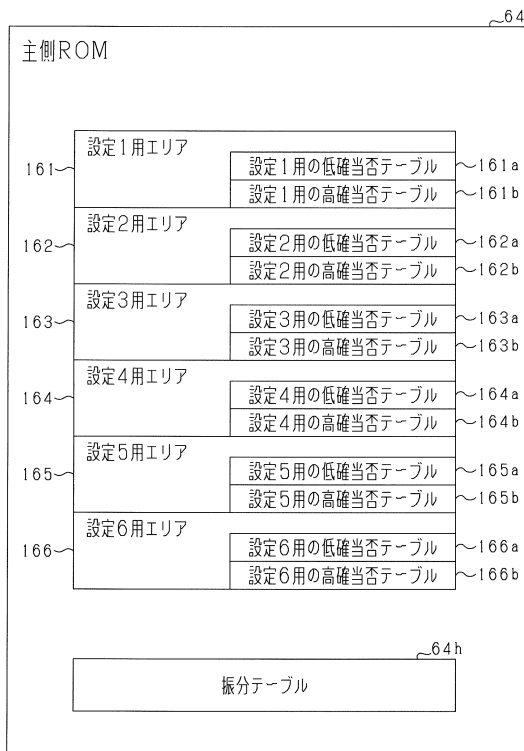 64
主側ROM
設定1用エリア
161
設定1用の低確当否テーブル
161a
設定1用の高確当否テーブル
161b
設定2用エリア
162
設定2用の低確当否テーブル
162a
設定2用の高確当否テーブル
162b
設定3用エリア
163
設定3用の低確当否テーブル
163a
設定3用の高確当否テーブル
163b
設定4用エリア
164
設定4用の低確当否テーブル
164a
設定4用の高確当否テーブル
164b
設定5用エリア
165
設定5用の低確当否テーブル
165a
設定5用の高確当否テーブル
165b
設定6用エリア
166
設定6用の低確当否テーブル
166a
設定6用の高確当否テーブル
166b
64h
振分テーブル